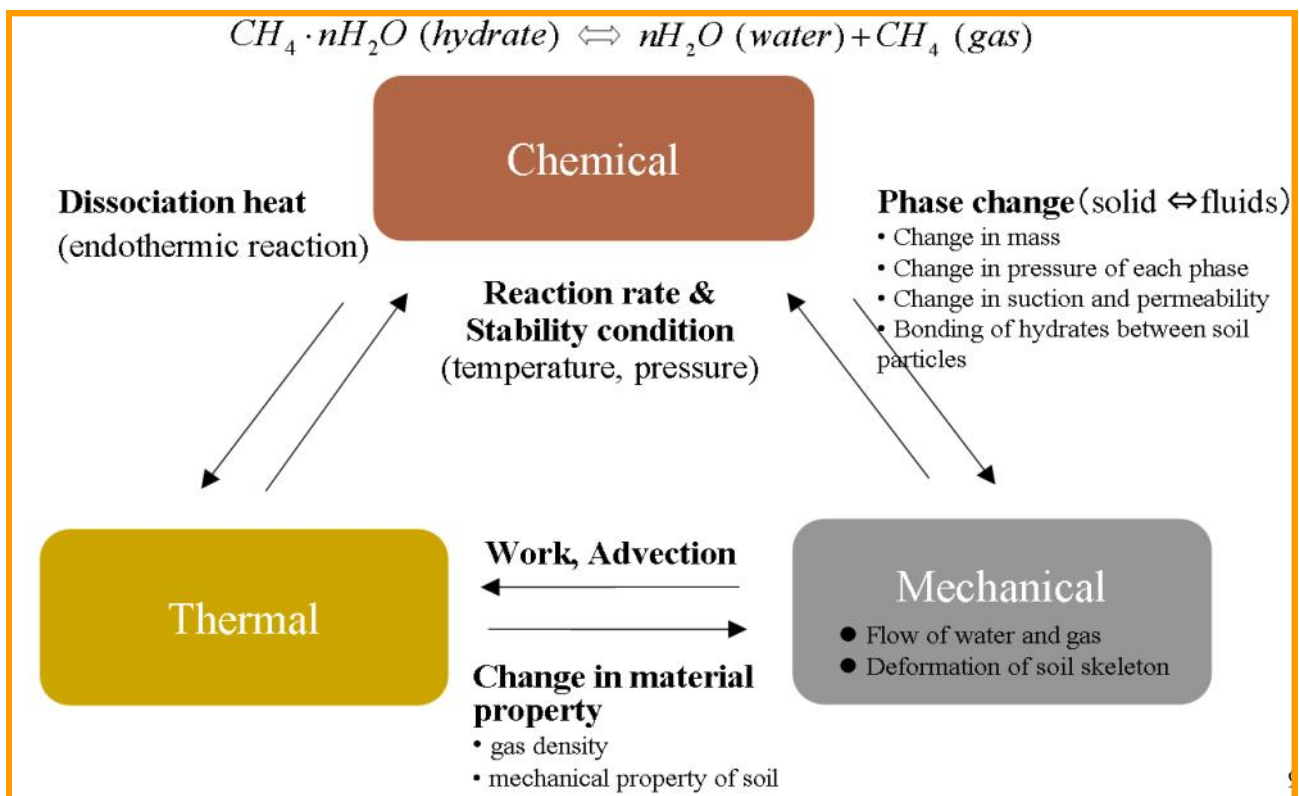 CH₄·nH₂O (hydrate) ⇔ nH₂O (water)+CH₄ (gas)
Chemical
Dissociation heat
(endothermic reaction)
Phase change(solid ⇔fluids)
• Change in mass
• Change in pressure of each phase
• Change in suction and permeability
• Bonding of hydrates between soil
particles
Reaction rate &
Stability condition
(temperature, pressure)
Thermal
Work, Advection
Change in material
property
• gas density
• mechanical property of soil
Mechanical
● Flow of water and gas
● Deformation of soil skeleton